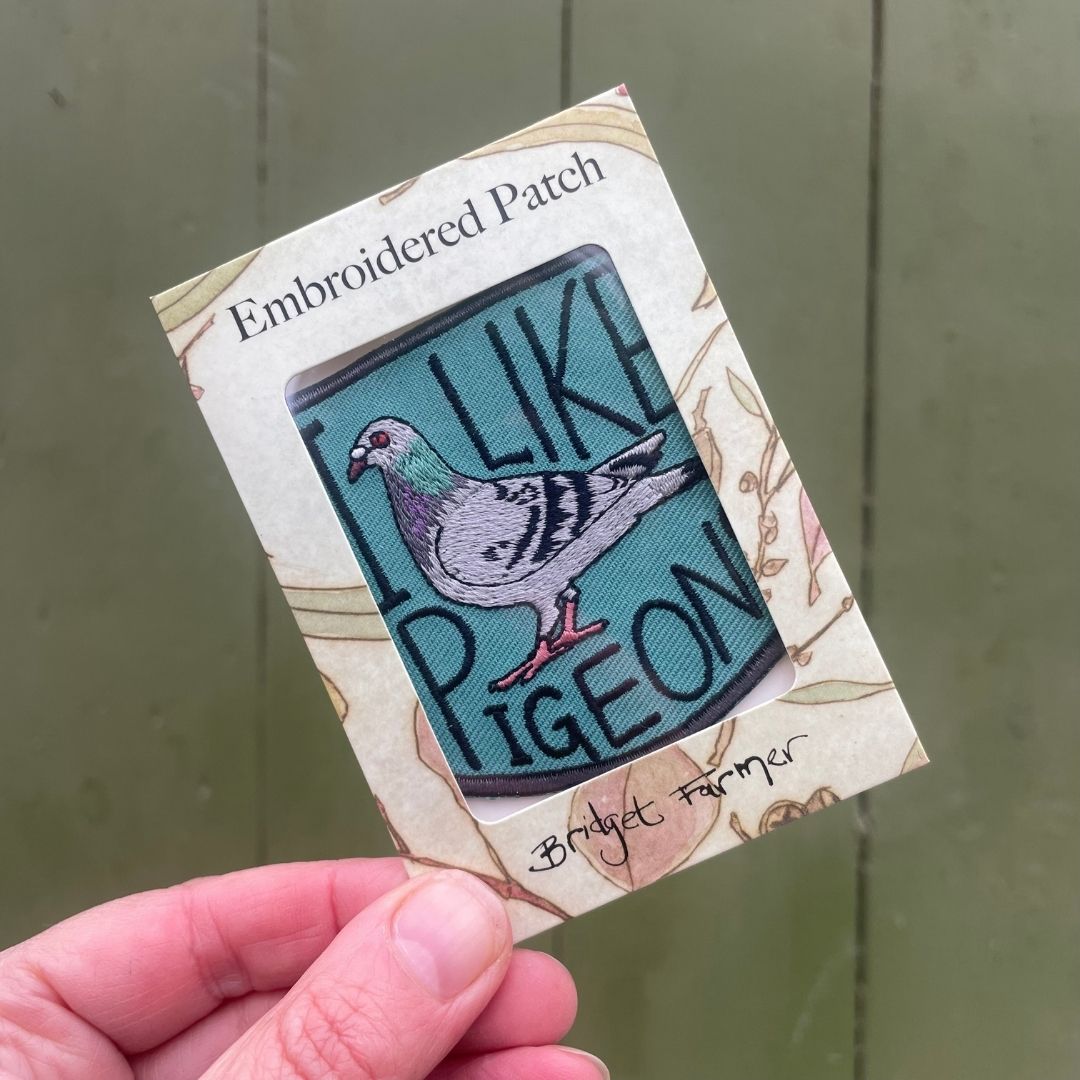 Embroidered Patch
I LIKE
PIGEON
Bridget Farmer